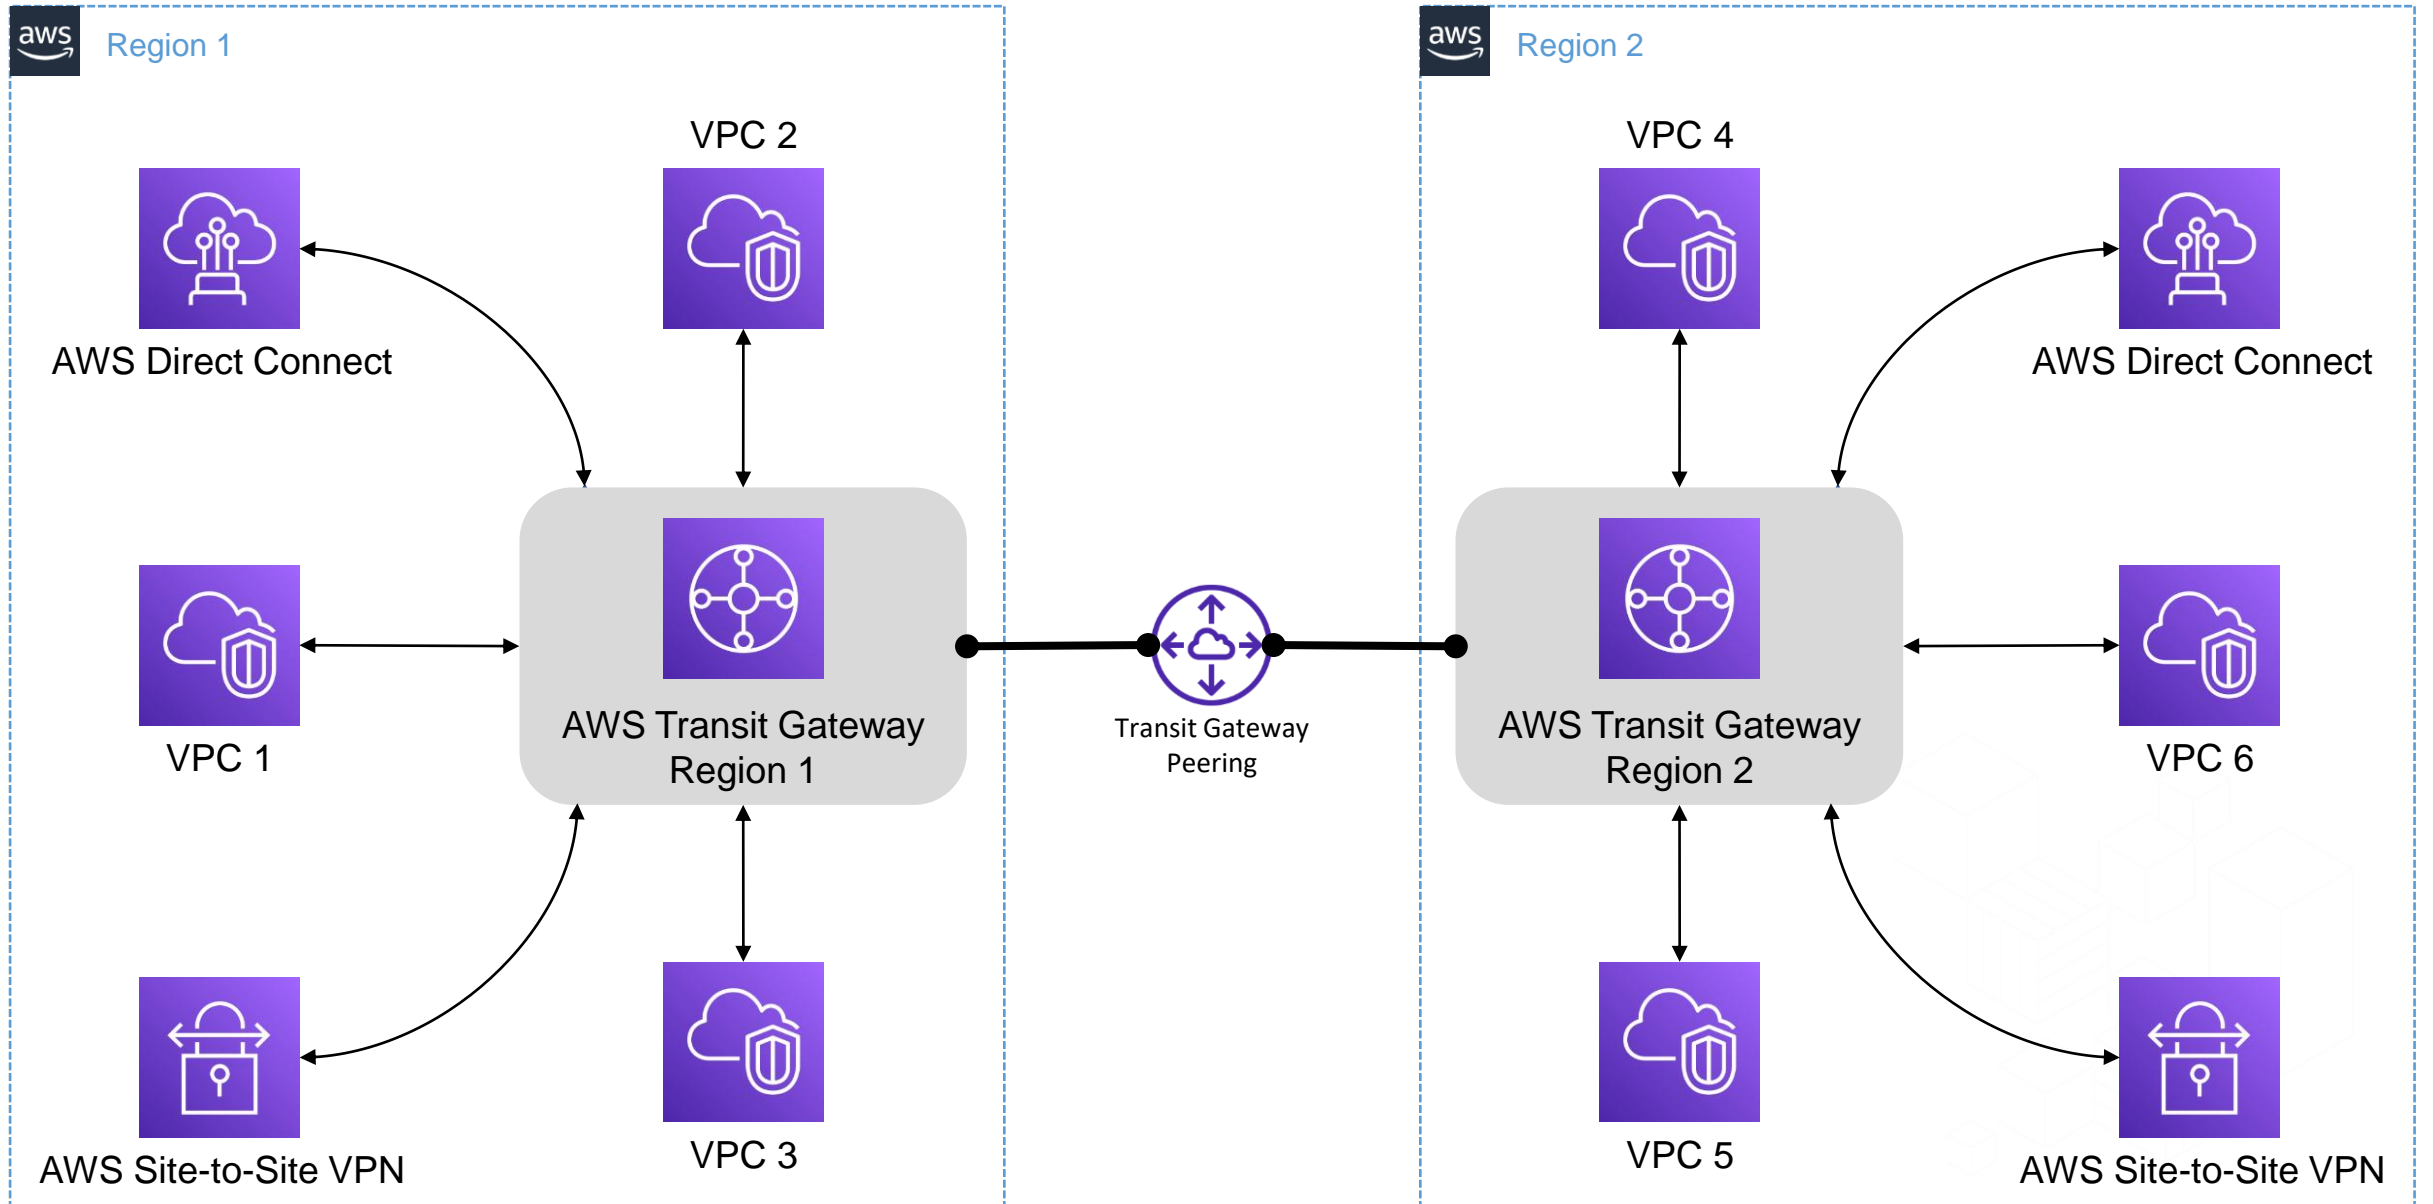 aws
Region 1
aws
Region 2
VPC 2
VPC 4
AWS Direct Connect
AWS Direct Connect
AWS Transit Gateway
Region 1
Transit Gateway
Peering
AWS Transit Gateway
Region 2
VPC 1
VPC 6
VPC 3
VPC 5
AWS Site-to-Site VPN
AWS Site-to-Site VPN